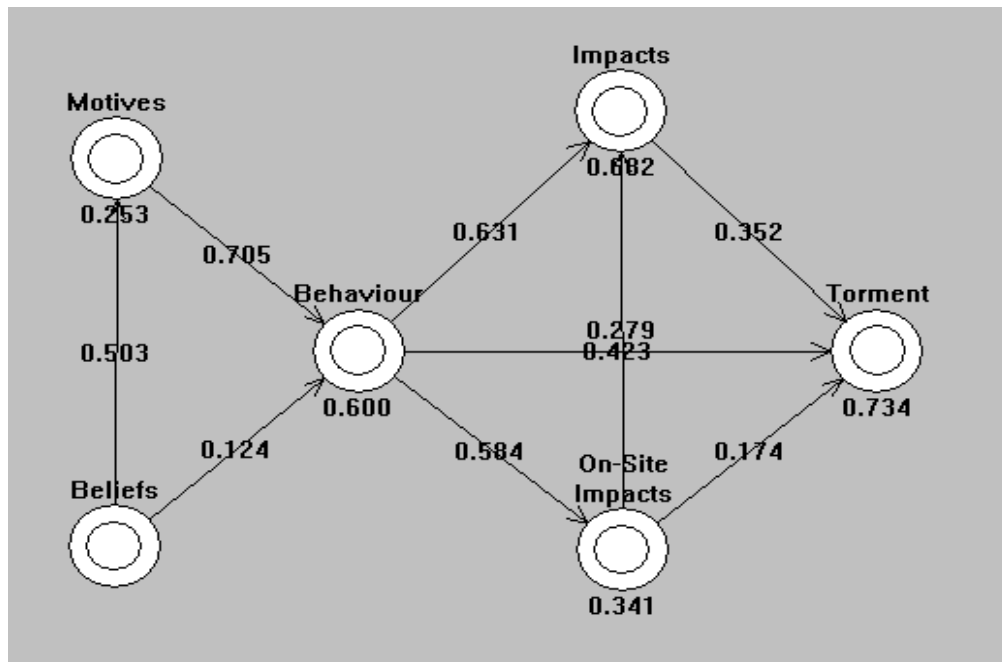 Impacts
Motives
0.682
0.253
0.631
0.352
0.705
Behaviour
Torment
0.279
0.503
0.423
0.600
0.734
0.124
0.584
0.174
On-Site
Impacts
Beliefs
0.341